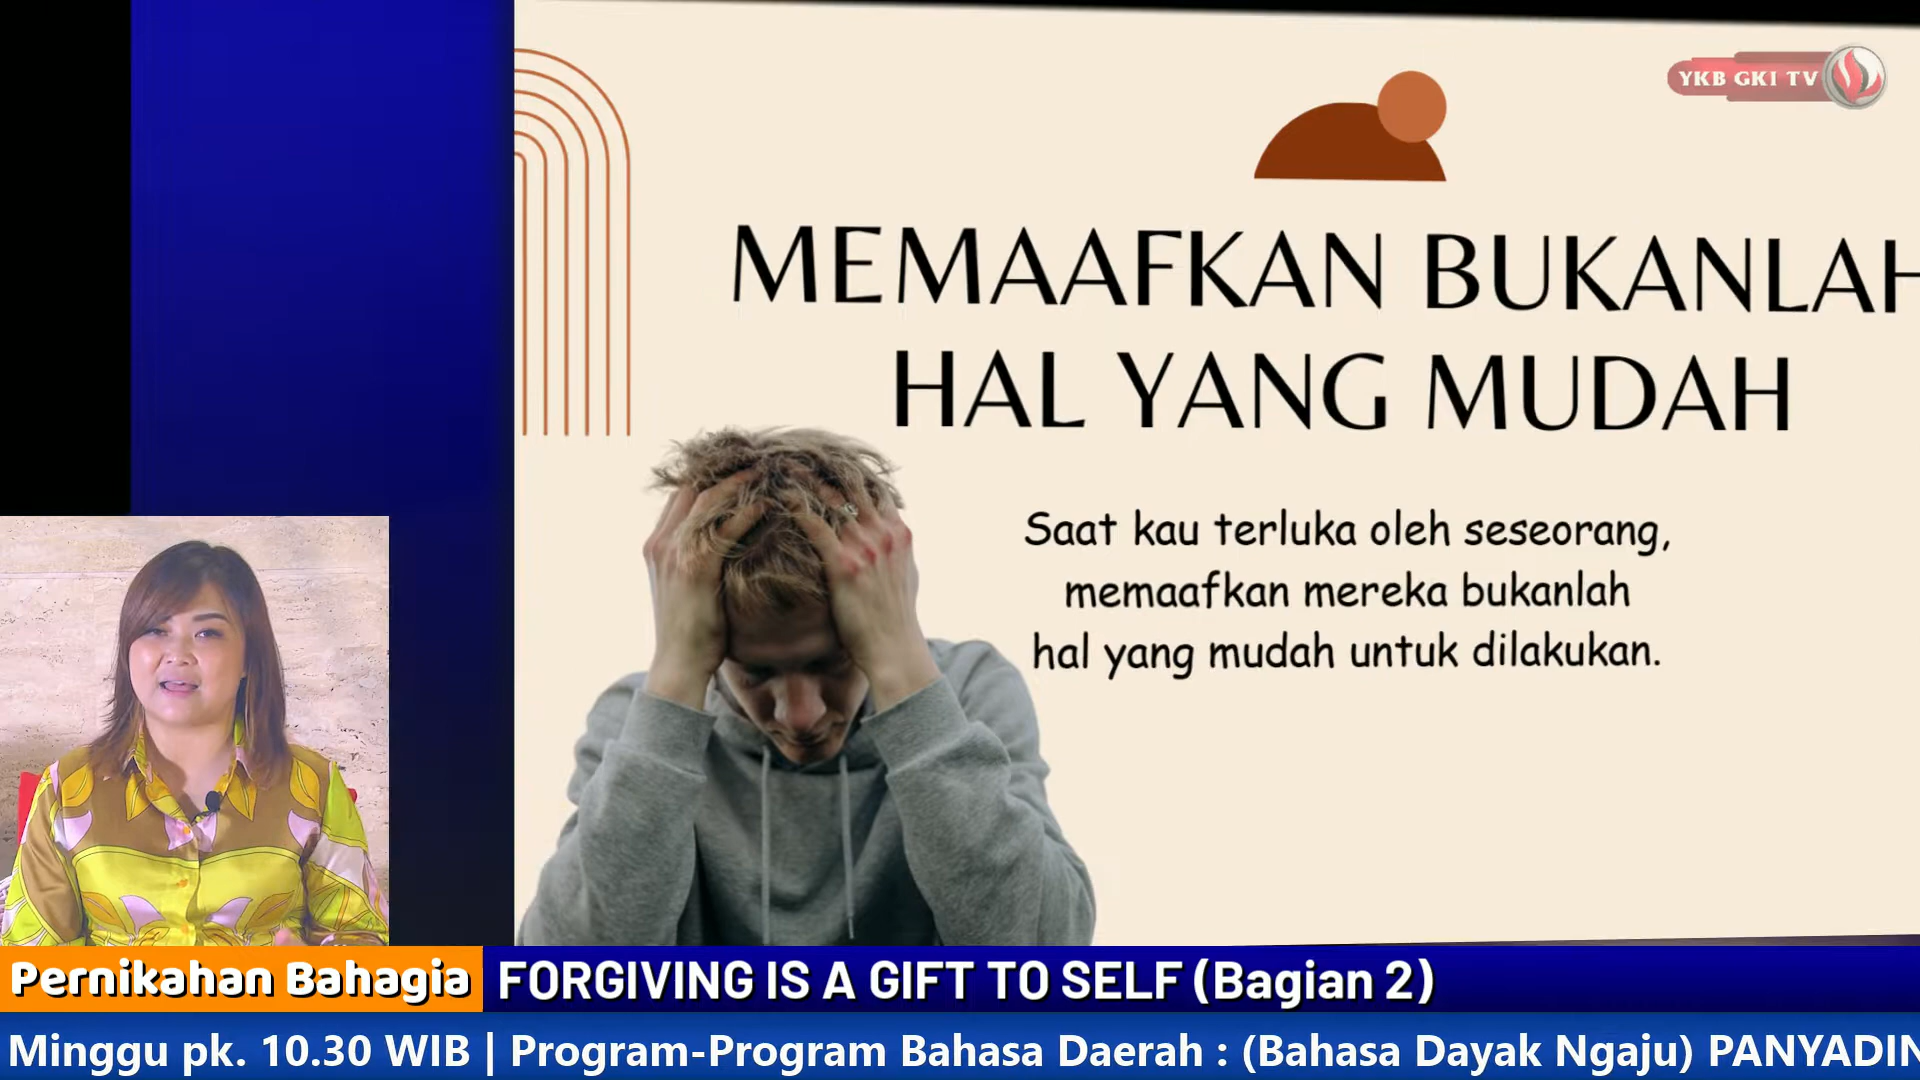 YKB GKI TV
MEMAAFKAN BUKANLAH
HAL YANG MUDAH
Saat kau terluka oleh seseorang,
memaafkan mereka bukanlah
hal yang mudah untuk dilakukan.
Pernikahan Bahagia
FORGIVING IS A GIFT TO SELF (Bagian 2)
Minggu pk. 10.30 WIB | Program-Program Bahasa Daerah : (Bahasa Dayak Ngaju) PANYADIN